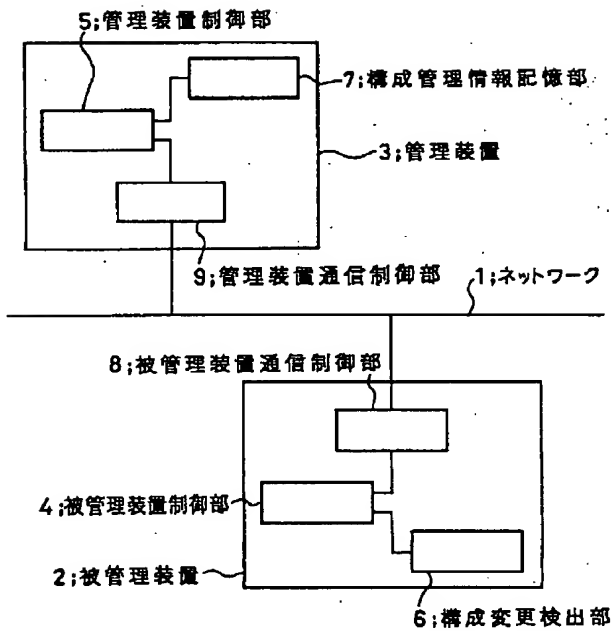 5;管理装置制御部
7;構成管理情報記憶部
3;管理装置
9;管理装置通信制御部
1;ネットワーク
8;被管理装置通信制御部
4;被管理装置制御部
2;被管理装置
6;構成変更検出部